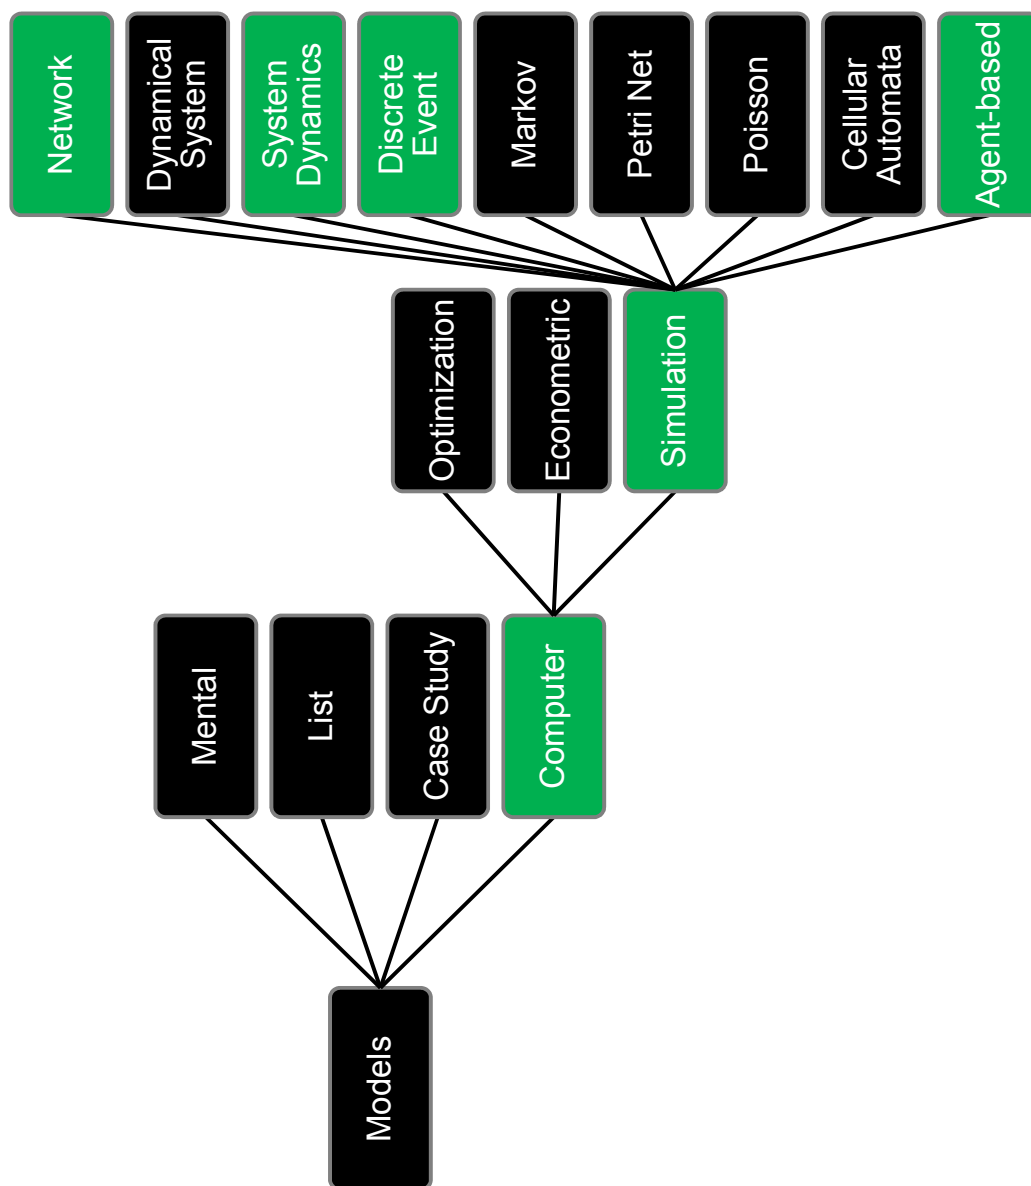 Network
Dynamical
System
System
Dynamics
Discrete
Event
Markov
Petri Net
Poisson
Cellular
Automata
Agent-based
Optimization
Econometric
Simulation
Mental
List
Case Study
Computer
Models